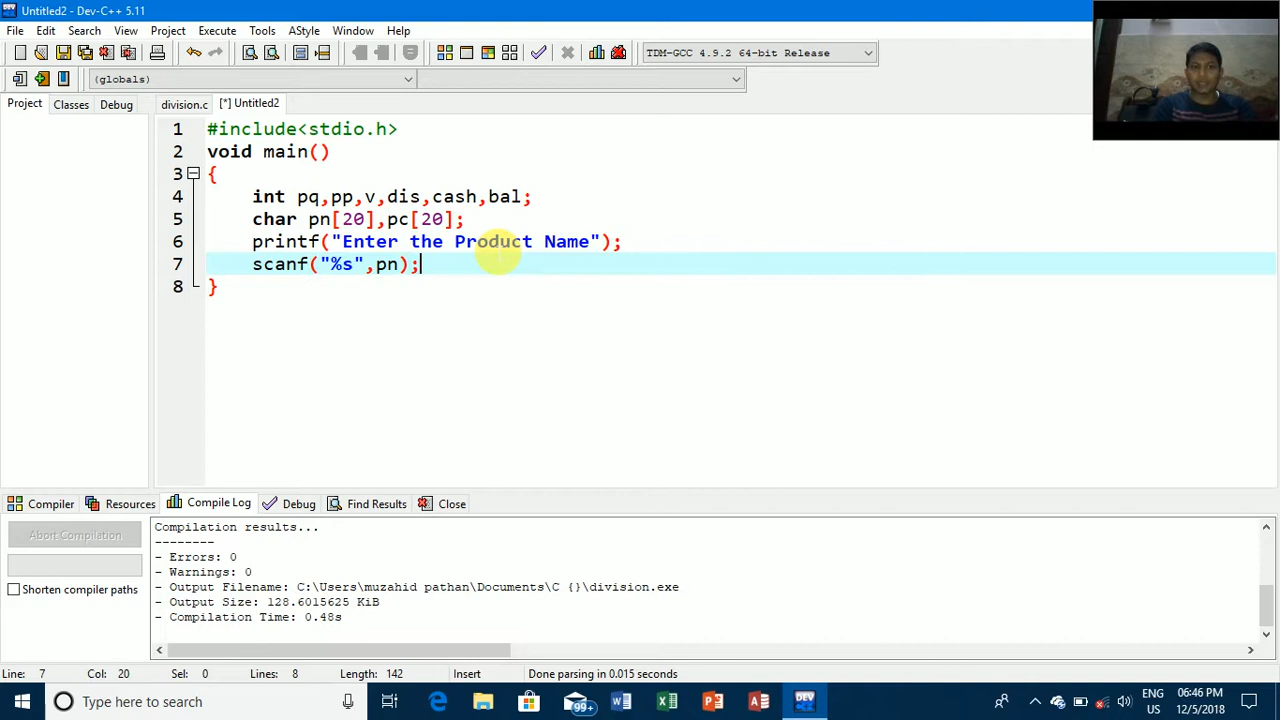 Untitled2 - Dev-C++ 5.11
File Edit Search View Project Execute Tools AStyle Window Help
TDM-GCC 4.9.2 64-bit Release
(globals)
Project Classes Debug
division.c [*] Untitled2
1 #include<stdio.h>
2 void main()
3 {
4 int pq,pp,v,dis,cash,bal;
5 char pn[20],pc[20];
6 printf("Enter the Product Name");
7 scanf("%s",pn);
8 }
Compiler Resources Compile Log Debug Find Results Close
Compilation results...
--------
- Errors: 0
- Warnings: 0
- Output Filename: C:\Users\muzahid pathan\Documents\C {}\division.exe
- Output Size: 128.6015625 KiB
- Compilation Time: 0.48s
Abort Compilation
Shorten compiler paths
Line: 7 Col: 20 Sel: 0 Lines: 8 Length: 142 Insert Done parsing in 0.015 seconds
Type here to search
99+
DEV
ENG
US
06:46 PM
12/5/2018